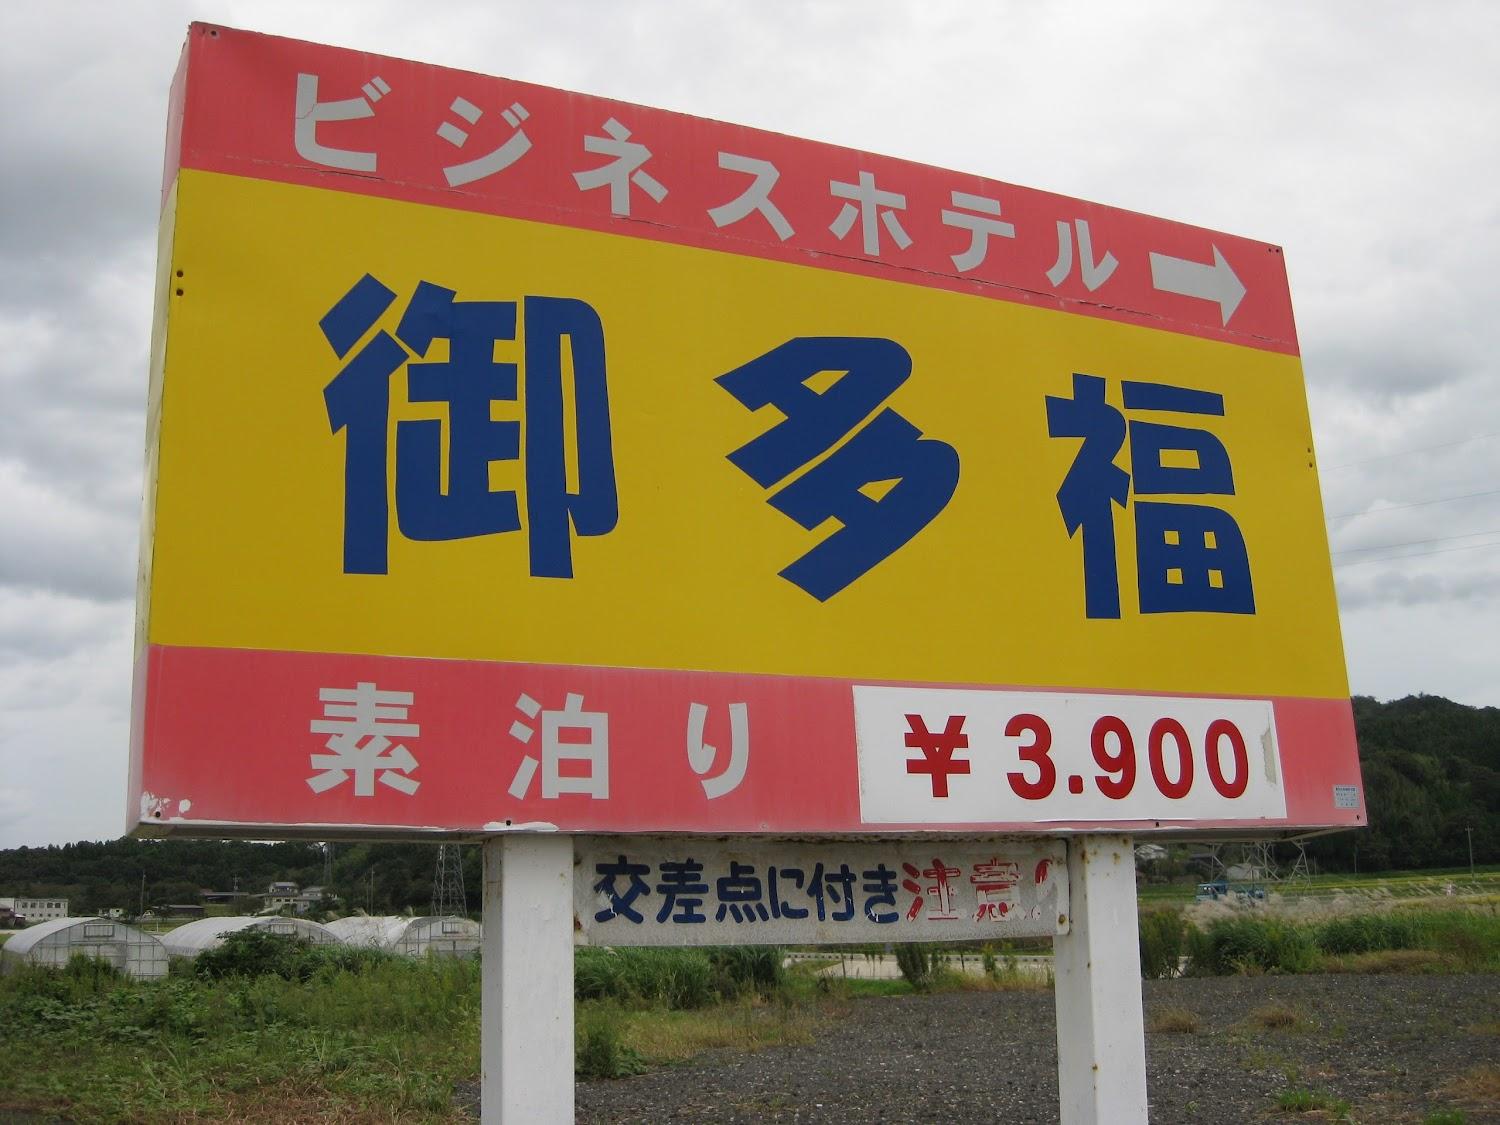 ビジネスホテル→
御多福
素泊り ¥3.900
交差点に付き注意!